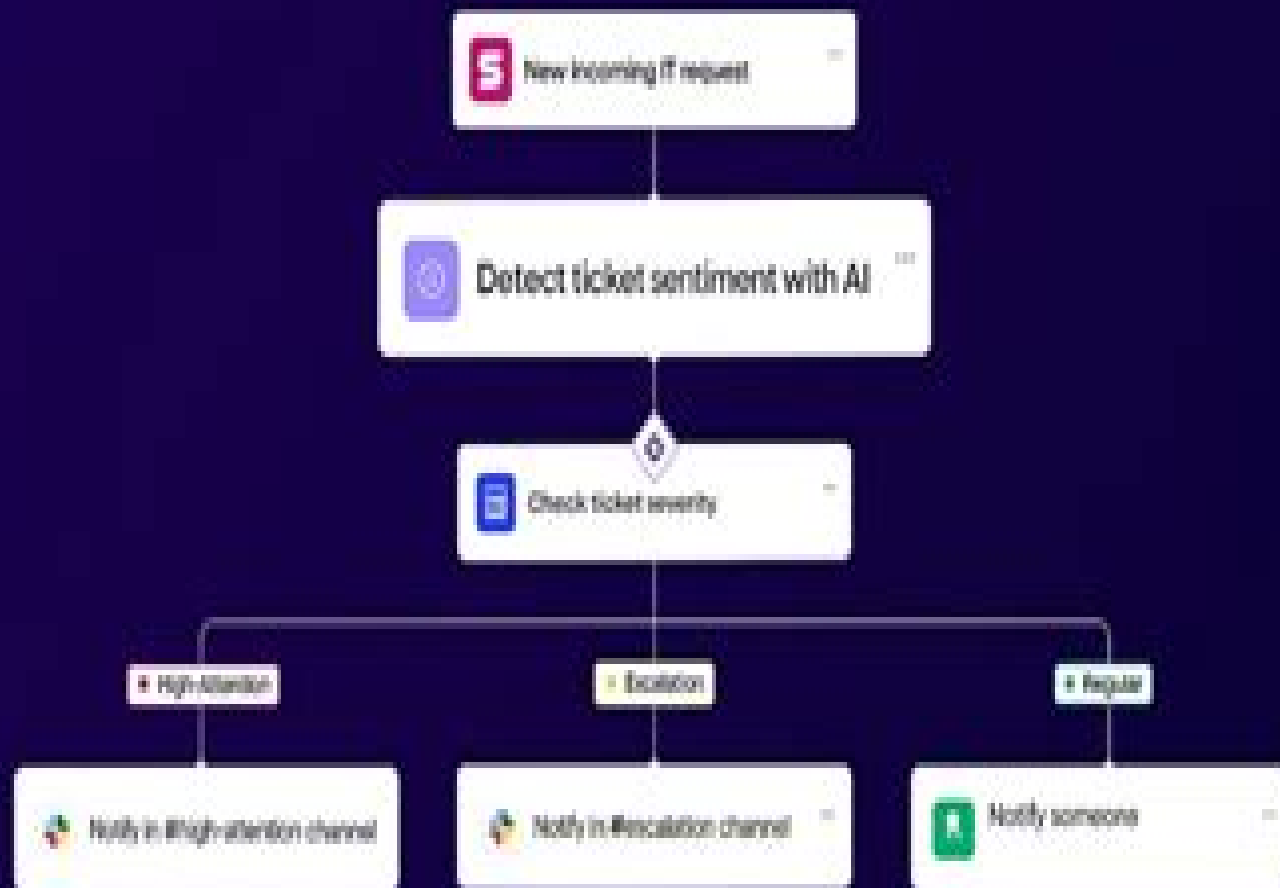 New incoming IT request
Detect ticket sentiment with AI
Check ticket severity
High-Attention
Escalation
Regular
Notify in #high-attention channel
Notify in #escalation channel
Notify someone